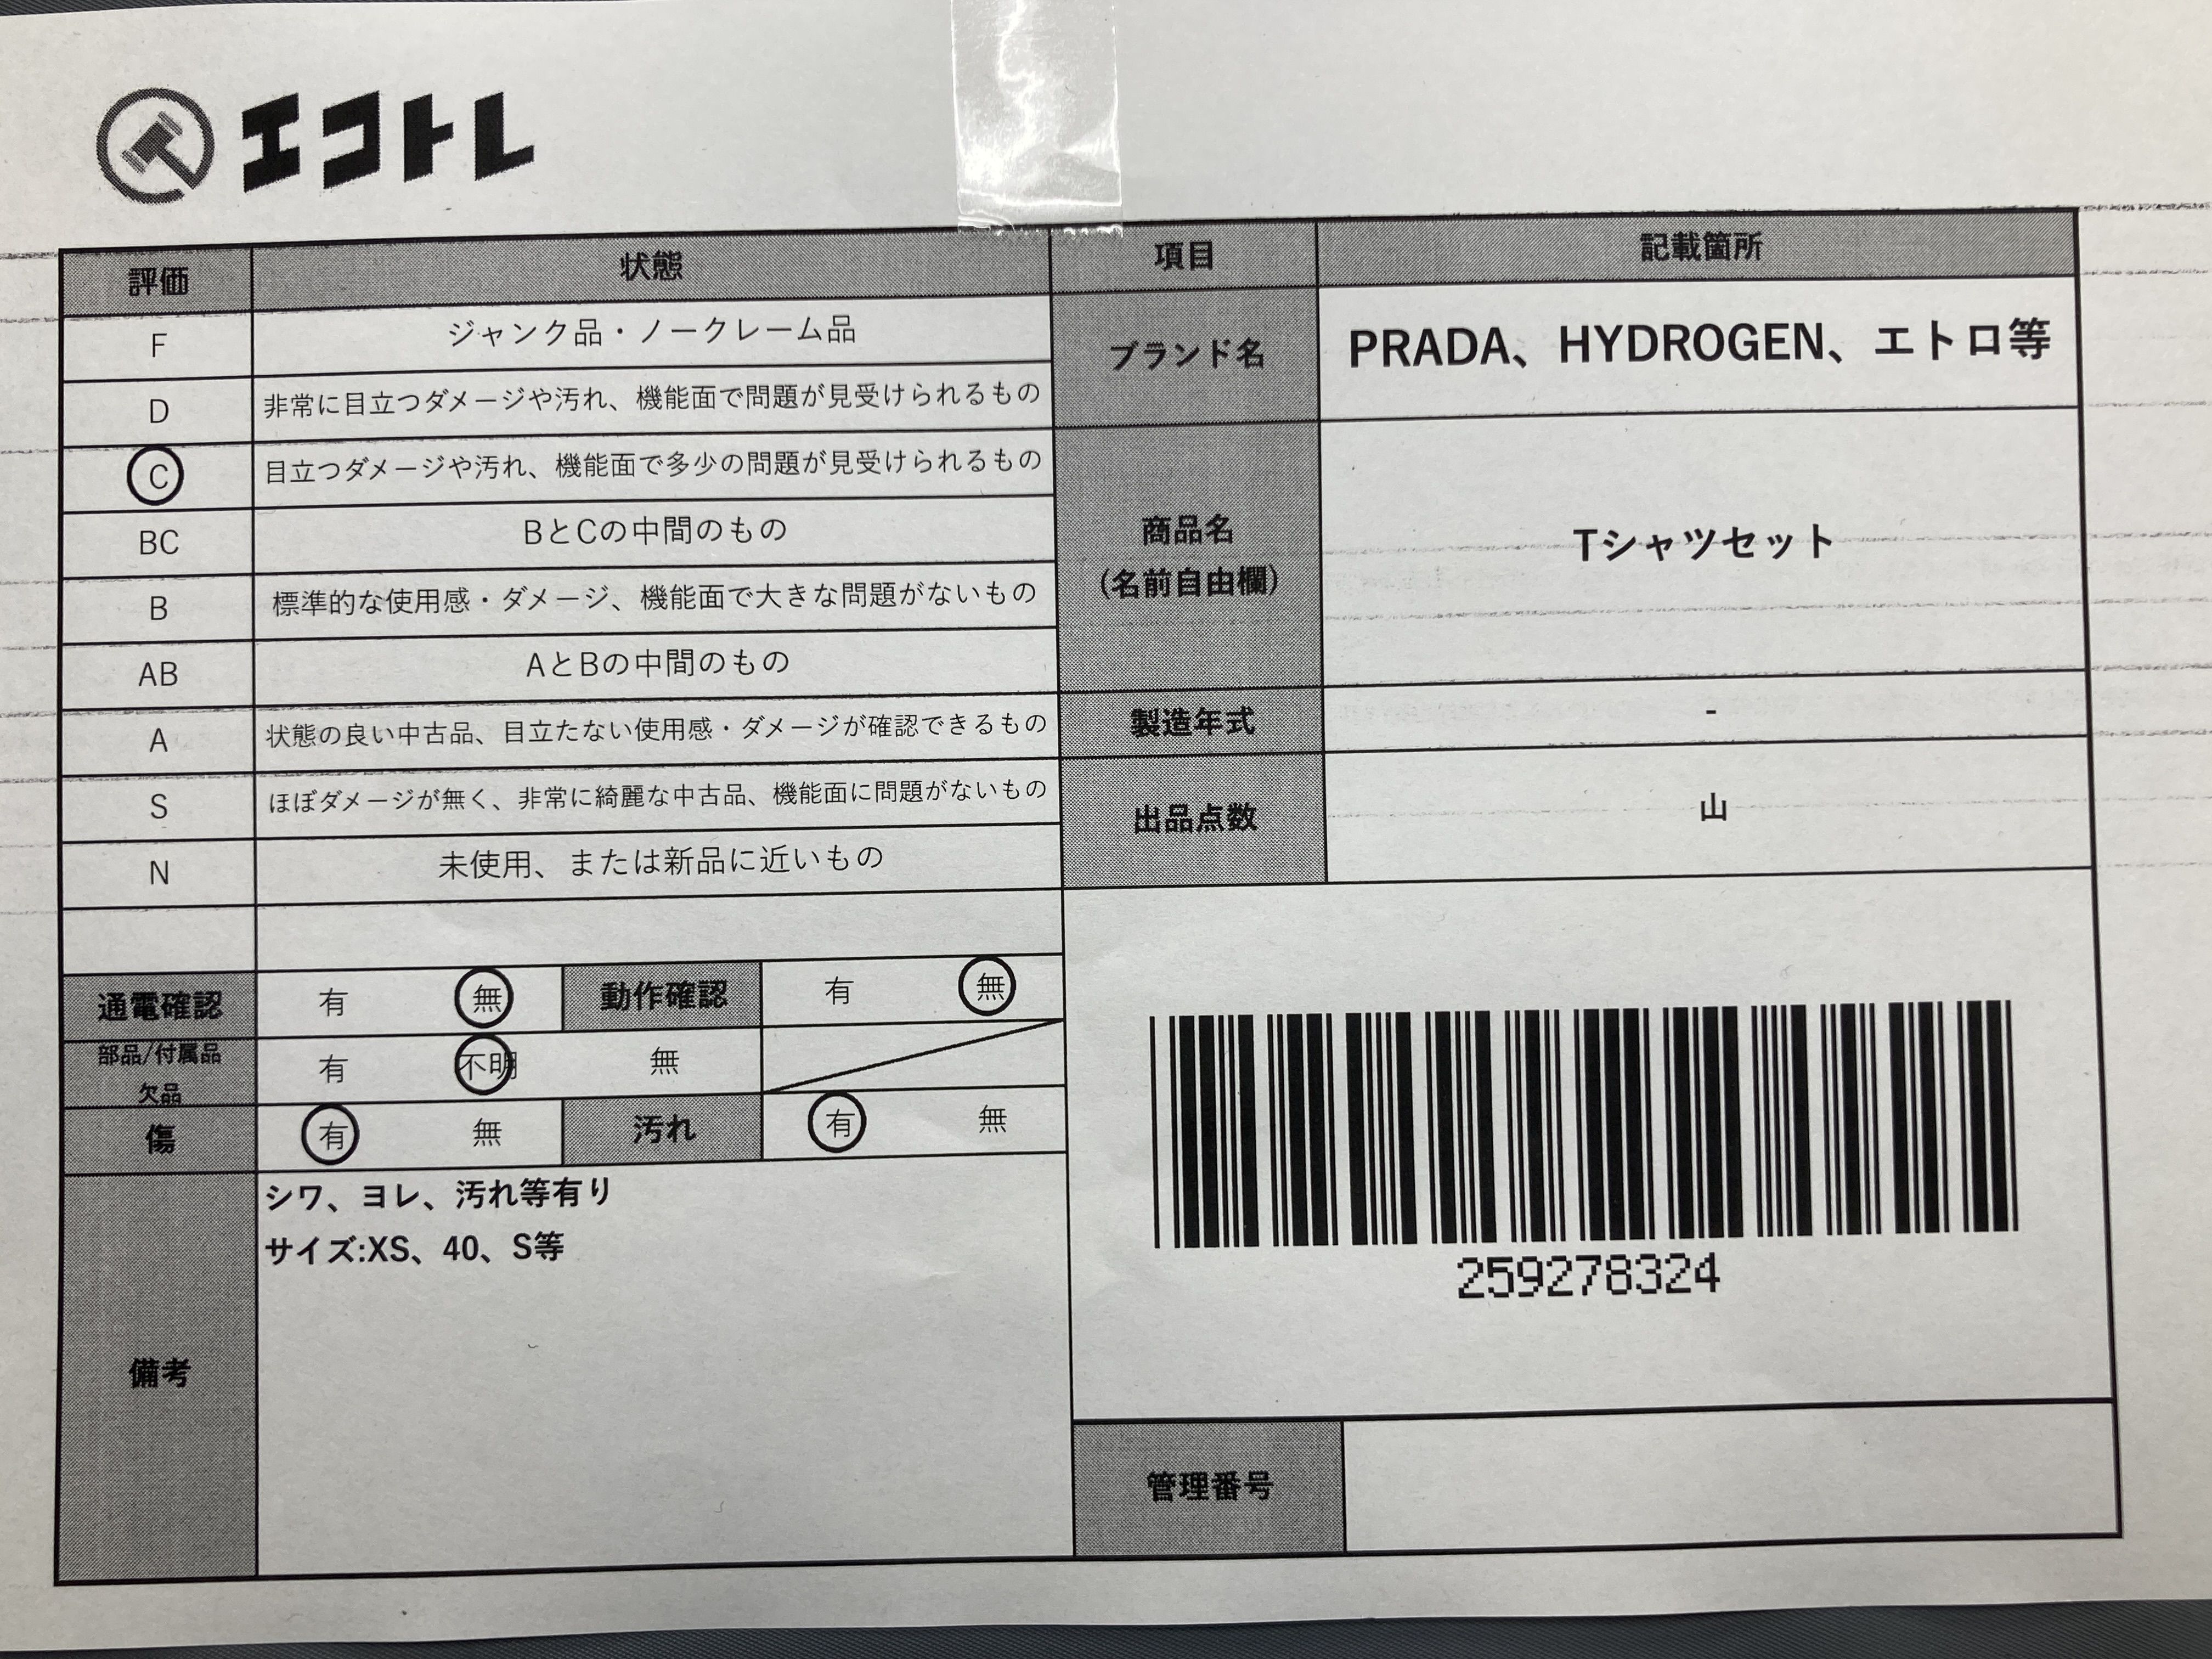 エコトレ
評価 状態 項目 記載箇所
F ジャンク品・ノークレーム品
D 非常に目立つダメージや汚れ、機能面で問題が見受けられるもの
C 目立つダメージや汚れ、機能面で多少の問題が見受けられるもの
BC BとCの中間のもの
B 標準的な使用感・ダメージ、機能面で大きな問題がないもの
AB AとBの中間のもの
A 状態の良い中古品、目立たない使用感・ダメージが確認できるもの
S ほぼダメージが無く、非常に綺麗な中古品、機能面に問題がないもの
N 未使用、または新品に近いもの
ブランド名 PRADA、HYDROGEN、エトロ等
商品名
(名前自由欄)
Tシャツセット
製造年式 -
出品点数 山
通電確認 有 無 動作確認 有 無
部品/付属品
欠品
有 不明 無
傷 有 無 汚れ 有 無
備考
シワ、ヨレ、汚れ等有り
サイズ:XS、40、S等
259278324
管理番号